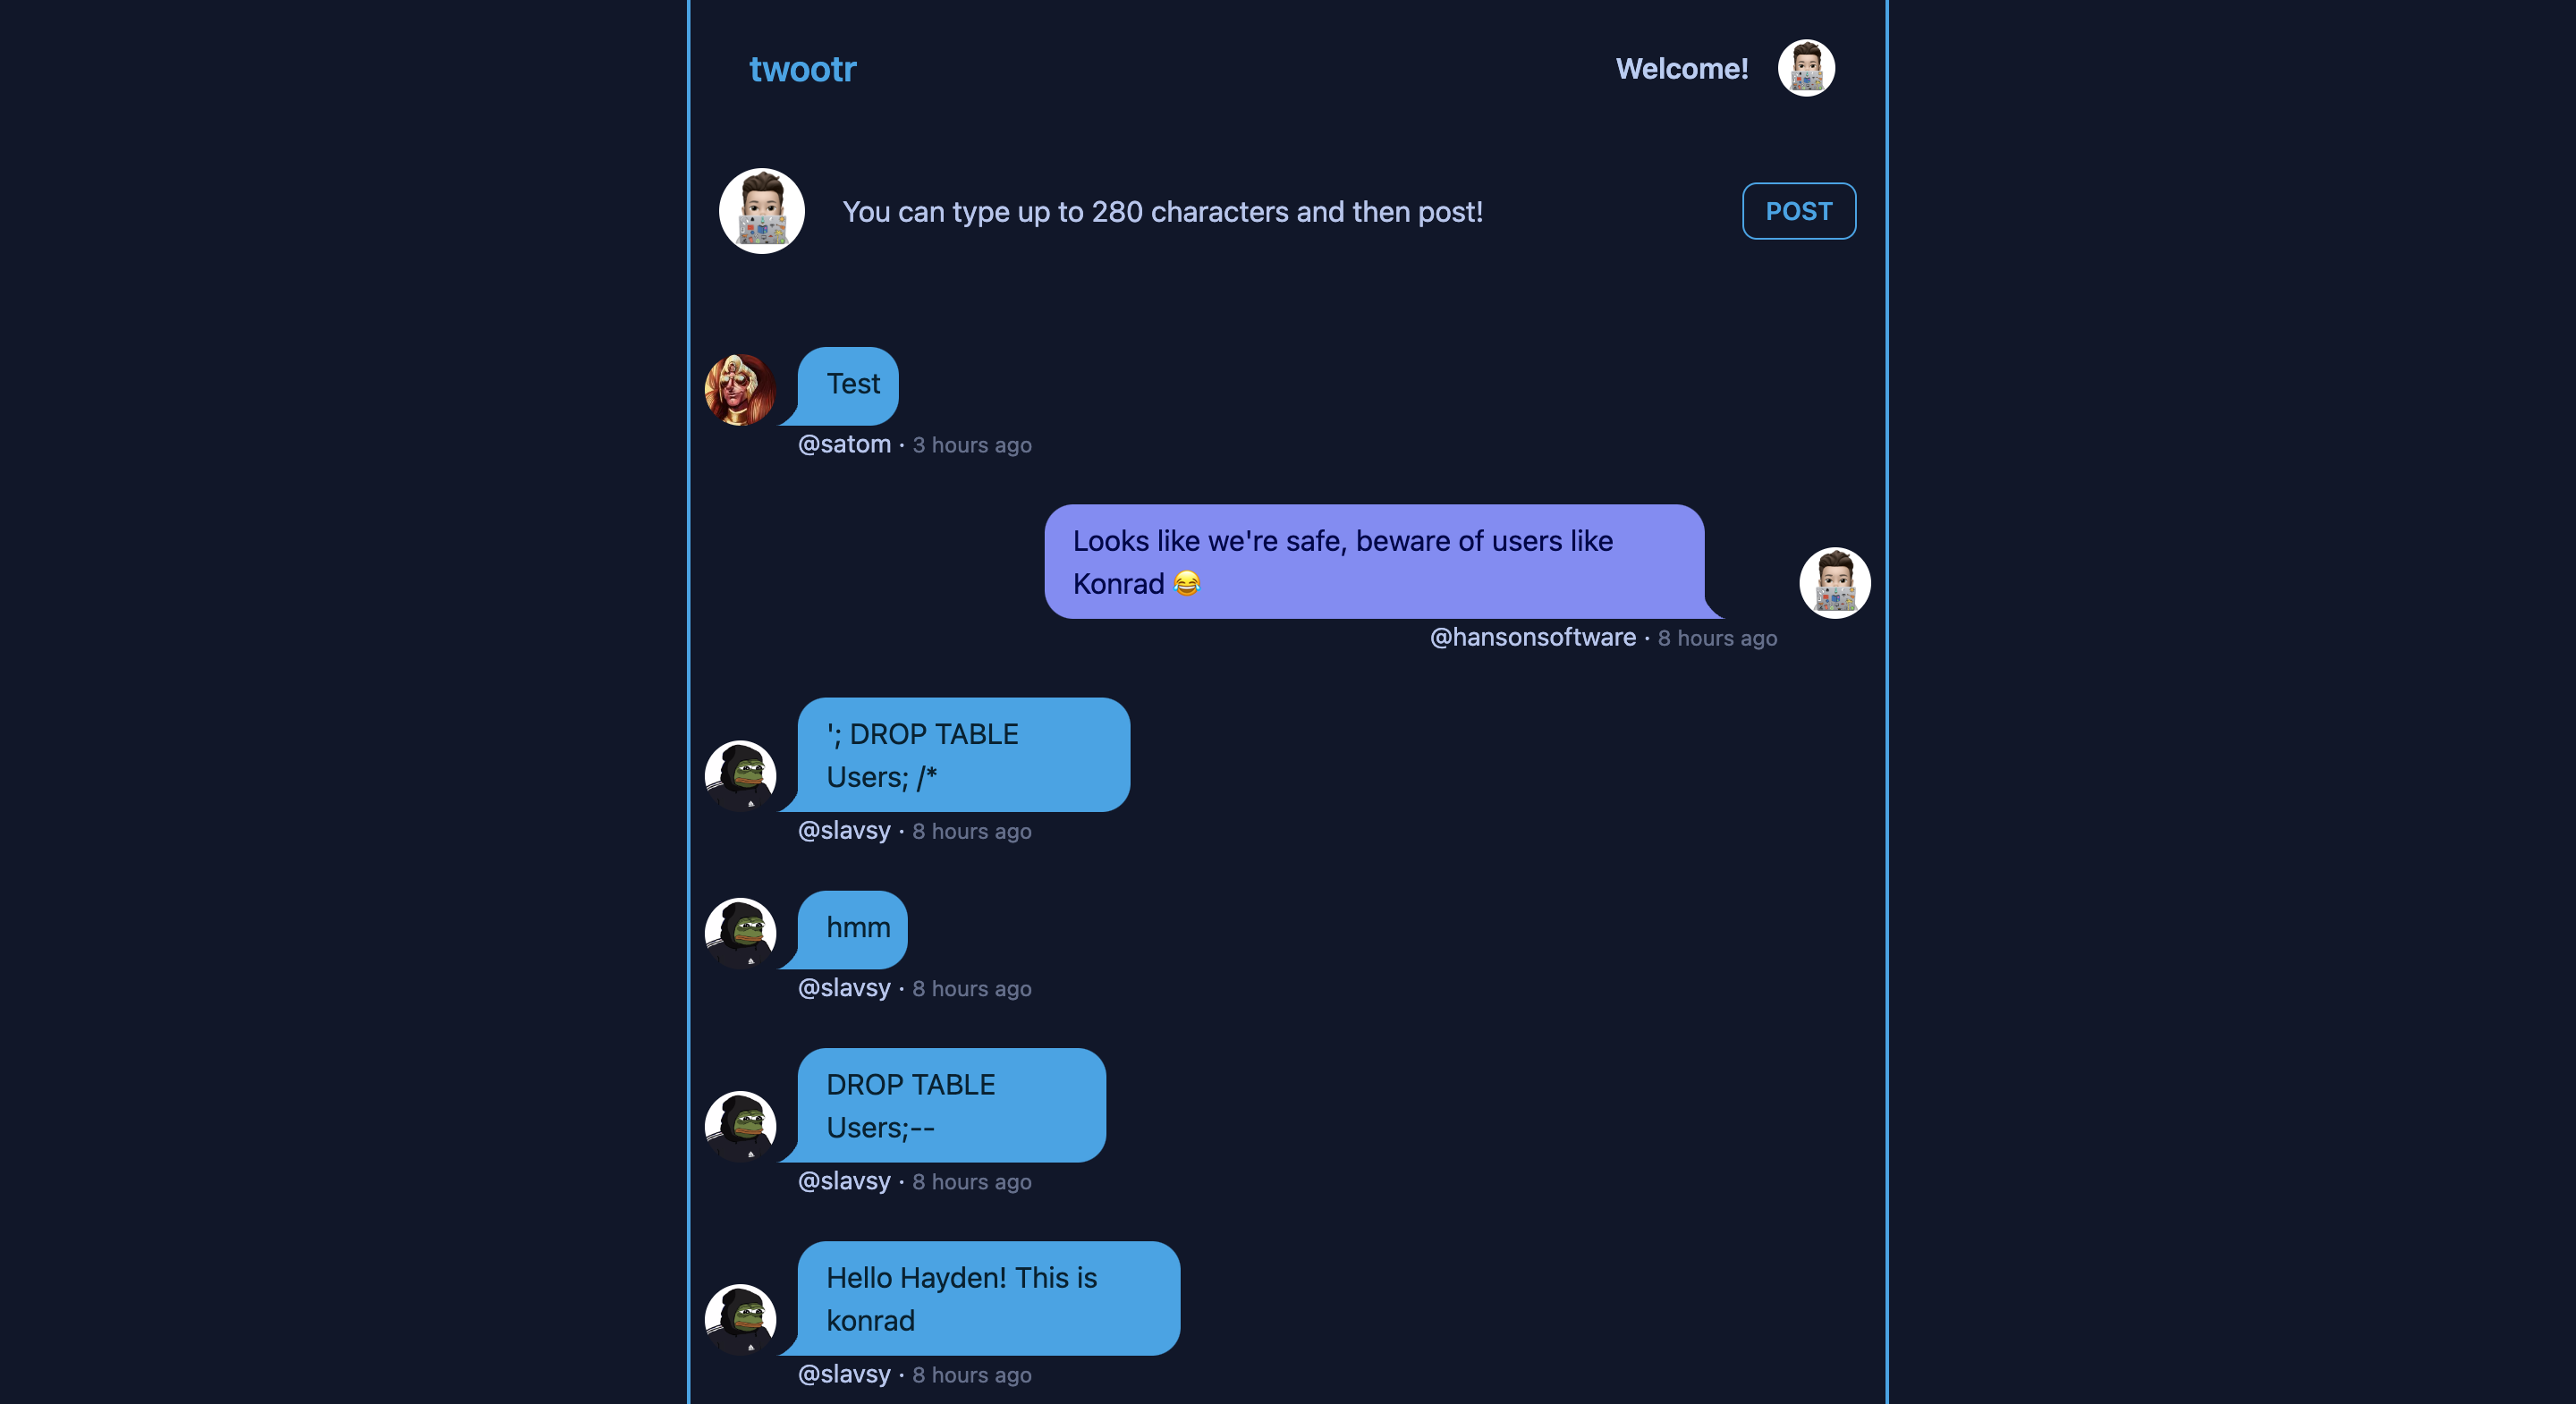 twootr
Welcome!
You can type up to 280 characters and then post!
POST
Test
@satom · 3 hours ago
Looks like we're safe, beware of users like
Konrad 😂
@hansonsoftware · 8 hours ago
'; DROP TABLE
Users; /*
@slavsy · 8 hours ago
hmm
@slavsy · 8 hours ago
DROP TABLE
Users;--
@slavsy · 8 hours ago
Hello Hayden! This is
konrad
@slavsy · 8 hours ago